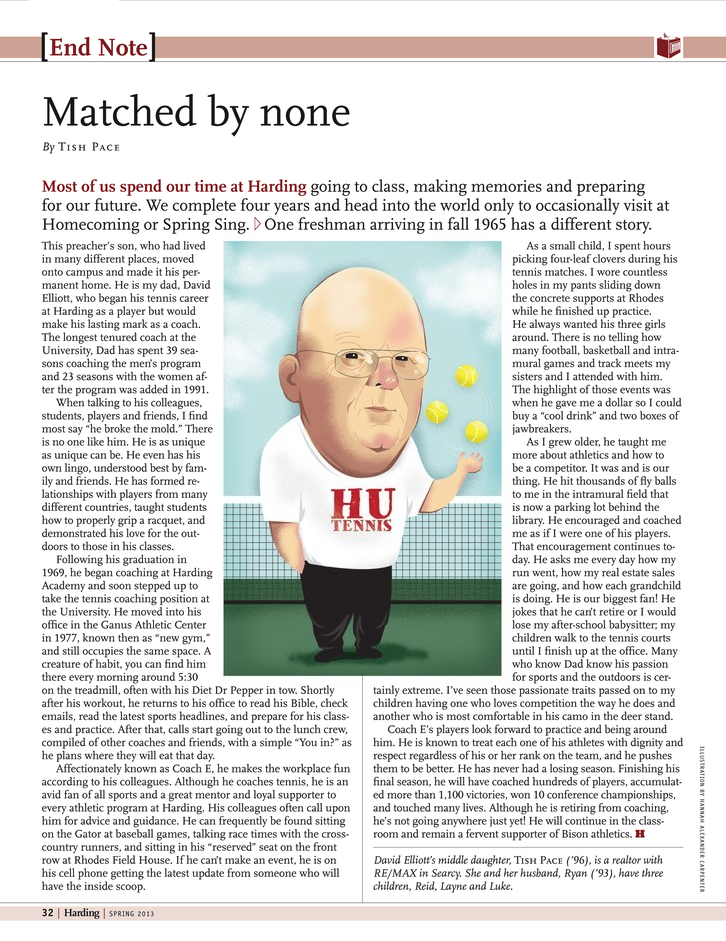 [End Note]
Matched by none
By TISH PACE
Most of us spend our time at Harding going to class, making memories and preparing
for our future. We complete four years and head into the world only to occasionally visit at
Homecoming or Spring Sing. ▷ One freshman arriving in fall 1965 has a different story.
This preacher's son, who had lived
in many different places, moved
onto campus and made it his per-
manent home. He is my dad, David
Elliott, who began his tennis career
at Harding as a player but would
make his lasting mark as a coach.
The longest tenured coach at the
University, Dad has spent 39 sea-
sons coaching the men's program
and 23 seasons with the women af-
ter the program was added in 1991.
When talking to his colleagues,
students, players and friends, I find
most say "he broke the mold." There
is no one like him. He is as unique
as unique can be. He even has his
own lingo, understood best by fam-
ily and friends. He has formed re-
lationships with players from many
different countries, taught students
how to properly grip a racquet, and
demonstrated his love for the out-
doors to those in his classes.
Following his graduation in
1969, he began coaching at Harding
Academy and soon stepped up to
take the tennis coaching position at
the University. He moved into his
office in the Ganus Athletic Center
in 1977, known then as "new gym,"
and still occupies the same space. A
creature of habit, you can find him
there every morning around 5:30
on the treadmill, often with his Diet Dr Pepper in tow. Shortly
after his workout, he returns to his office to read his Bible, check
emails, read the latest sports headlines, and prepare for his class-
es and practice. After that, calls start going out to the lunch crew,
compiled of other coaches and friends, with a simple "You in?" as
he plans where they will eat that day.
Affectionately known as Coach E, he makes the workplace fun
according to his colleagues. Although he coaches tennis, he is an
avid fan of all sports and a great mentor and loyal supporter to
every athletic program at Harding. His colleagues often call upon
him for advice and guidance. He can frequently be found sitting
on the Gator at baseball games, talking race times with the cross-
country runners, and sitting in his "reserved" seat on the front
row at Rhodes Field House. If he can't make an event, he is on
his cell phone getting the latest update from someone who will
have the inside scoop.
HU
TENNIS
As a small child, I spent hours
picking four-leaf clovers during his
tennis matches. I wore countless
holes in my pants sliding down
the concrete supports at Rhodes
while he finished up practice.
He always wanted his three girls
around. There is no telling how
many football, basketball and intra-
mural games and track meets my
sisters and I attended with him.
The highlight of those events was
when he gave me a dollar so I could
buy a "cool drink" and two boxes of
jawbreakers.
As I grew older, he taught me
more about athletics and how to
be a competitor. It was and is our
thing. He hit thousands of fly balls
to me in the intramural field that
is now a parking lot behind the
library. He encouraged and coached
me as if I were one of his players.
That encouragement continues to-
day. He asks me every day how my
run went, how my real estate sales
are going, and how each grandchild
is doing. He is our biggest fan! He
jokes that he can't retire or I would
lose my after-school babysitter; my
children walk to the tennis courts
until I finish up at the office. Many
who know Dad know his passion
for sports and the outdoors is cer-
tainly extreme. I've seen those passionate traits passed on to my
children having one who loves competition the way he does and
another who is most comfortable in his camo in the deer stand.
Coach E's players look forward to practice and being around
him. He is known to treat each one of his athletes with dignity and
respect regardless of his or her rank on the team, and he pushes
them to be better. He has never had a losing season. Finishing his
final season, he will have coached hundreds of players, accumulat-
ed more than 1,100 victories, won 10 conference championships,
and touched many lives. Although he is retiring from coaching,
he's not going anywhere just yet! He will continue in the class-
room and remain a fervent supporter of Bison athletics. H
David Elliott's middle daughter, TISH PACE ('96), is a realtor with
RE/MAX in Searcy. She and her husband, Ryan ('93), have three
children, Reid, Layne and Luke.
ILLUSTRATION BY HANNAH ALEXANDER CARPENTER
32 | Harding | SPRING 2013